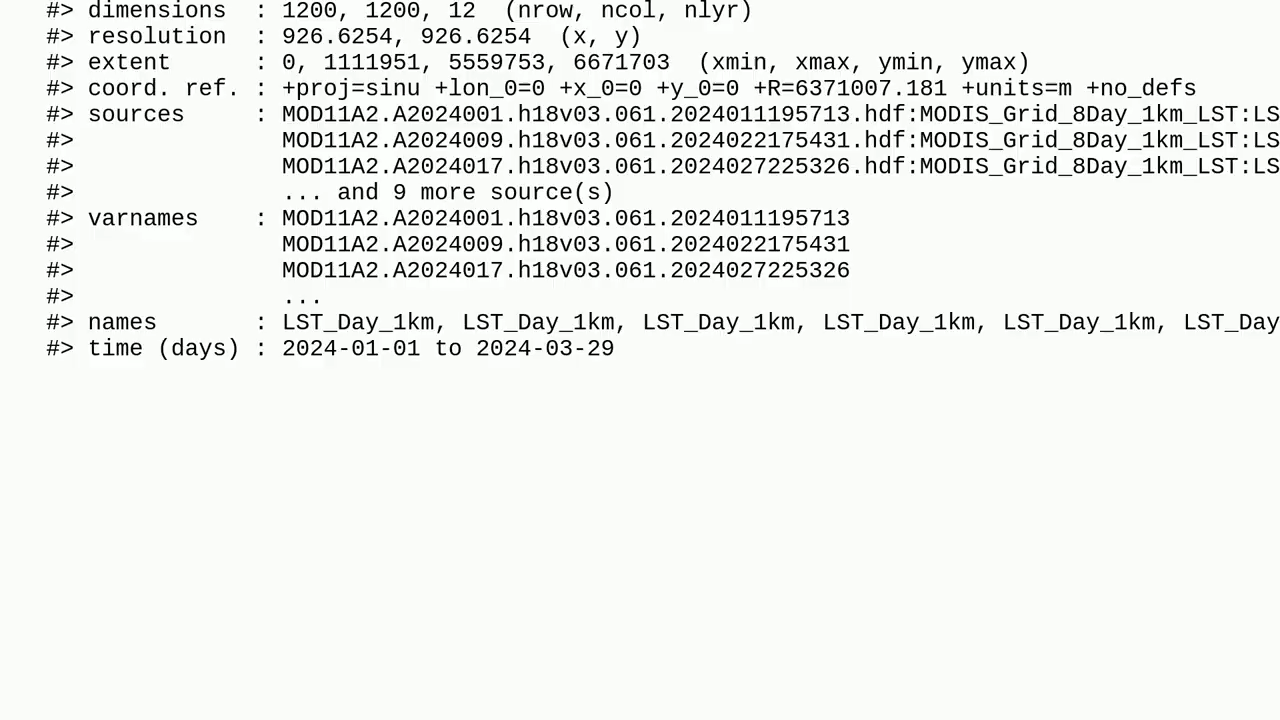 #> dimensions  : 1200, 1200, 12  (nrow, ncol, nlyr)
#> resolution  : 926.6254, 926.6254  (x, y)
#> extent      : 0, 1111951, 5559753, 6671703  (xmin, xmax, ymin, ymax)
#> coord. ref. : +proj=sinu +lon_0=0 +x_0=0 +y_0=0 +R=6371007.181 +units=m +no_defs
#> sources     : MOD11A2.A2024001.h18v03.061.2024011195713.hdf:MODIS_Grid_8Day_1km_LST:LS
#>               MOD11A2.A2024009.h18v03.061.2024022175431.hdf:MODIS_Grid_8Day_1km_LST:LS
#>               MOD11A2.A2024017.h18v03.061.2024027225326.hdf:MODIS_Grid_8Day_1km_LST:LS
#>               ... and 9 more source(s)
#> varnames    : MOD11A2.A2024001.h18v03.061.2024011195713
#>               MOD11A2.A2024009.h18v03.061.2024022175431
#>               MOD11A2.A2024017.h18v03.061.2024027225326
#>               ...
#> names       : LST_Day_1km, LST_Day_1km, LST_Day_1km, LST_Day_1km, LST_Day_1km, LST_Day
#> time (days) : 2024-01-01 to 2024-03-29